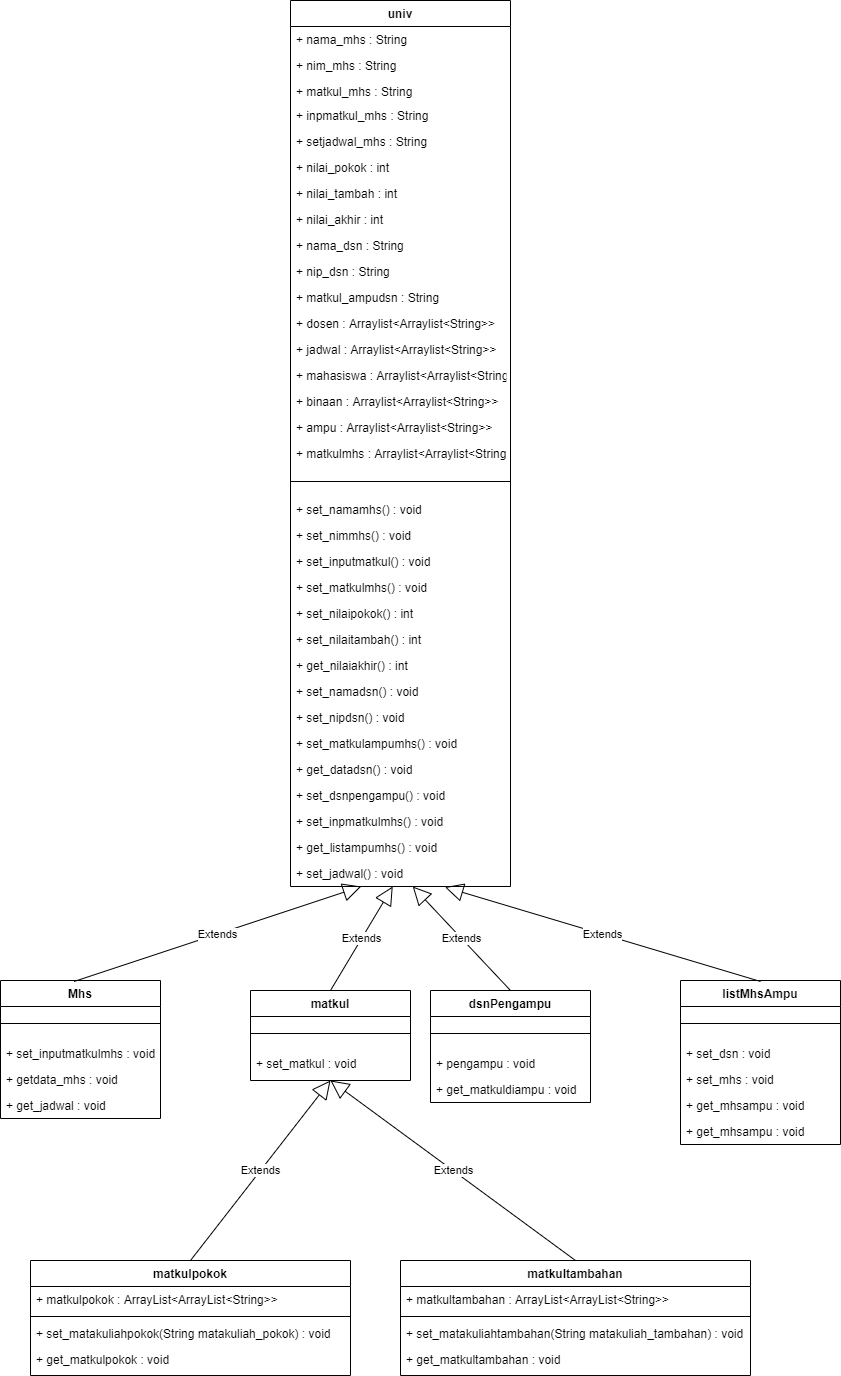 univ
+ nama_mhs : String
+ nim_mhs : String
+ matkul_mhs : String
+ inpmatkul_mhs : String
+ setjadwal_mhs : String
+ nilai_pokok : int
+ nilai_tambah : int
+ nilai_akhir : int
+ nama_dsn : String
+ nip_dsn : String
+ matkul_ampudsn : String
+ dosen : Arraylist<Arraylist<String>>
+ jadwal : Arraylist<Arraylist<String>>
+ mahasiswa : Arraylist<Arraylist<String
+ binaan : Arraylist<Arraylist<String>>
+ ampu : Arraylist<Arraylist<String>>
+ matkulmhs : Arraylist<Arraylist<String
+ set_namamhs() : void
+ set_nimmhs() : void
+ set_inputmatkul() : void
+ set_matkulmhs() : void
+ set_nilaipokok() : int
+ set_nilaitambah() : int
+ get_nilaiakhir() : int
+ set_namadsn() : void
+ set_nipdsn() : void
+ set_matkulampumhs() : void
+ get_datadsn() : void
+ set_dsnpengampu() : void
+ set_inpmatkulmhs() : void
+ get_listampumhs() : void
+ set_jadwal() : void
Extends
Extends
Extends
Extends
Mhs
+ set_inputmatkulmhs : void
+ getdata_mhs : void
+ get_jadwal : void
matkul
+ set_matkul : void
dsnPengampu
+ pengampu : void
+ get_matkuldiampu : void
listMhsAmpu
+ set_dsn : void
+ set_mhs : void
+ get_mhsampu : void
+ get_mhsampu : void
Extends
Extends
matkulpokok
+ matkulpokok : ArrayList<ArrayList<String>>
+ set_matakuliahpokok(String matakuliah_pokok) : void
+ get_matkulpokok : void
matkultambahan
+ matkultambahan : ArrayList<ArrayList<String>>
+ set_matakuliahtambahan(String matakuliah_tambahan) : void
+ get_matkultambahan : void